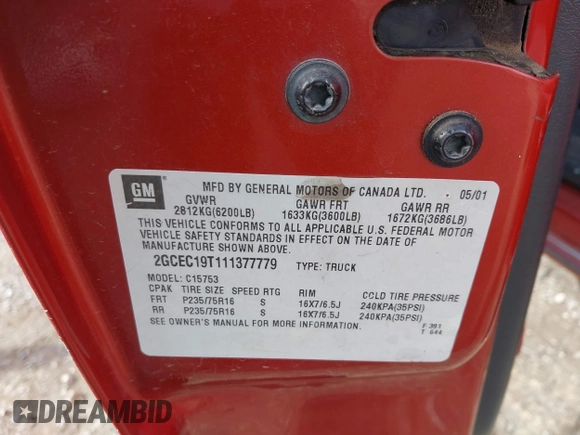 GM
MFD BY GENERAL MOTORS OF CANADA LTD. 05/01
GVWR GAWR FRT GAWR RR
2812KG(6200LB) 1633KG(3600LB) 1672KG(3686LB)
THIS VEHICLE CONFORMS TO ALL APPLICABLE U.S. FEDERAL MOTOR
VEHICLE SAFETY STANDARDS IN EFFECT ON THE DATE OF
MANUFACTURE SHOWN ABOVE.
2GCEC19T111377779 TYPE: TRUCK
MODEL: C15753
CPAK TIRE SIZE SPEED RTG RIM COLD TIRE PRESSURE
FRT P235/75R16 S 16X7/6.5J 240KPA(35PSI)
RR P235/75R16 S 16X7/6.5J 240KPA(35PSI)
SEE OWNER'S MANUAL FOR MORE INFORMATION.
F 391
T 644
DREAMBID